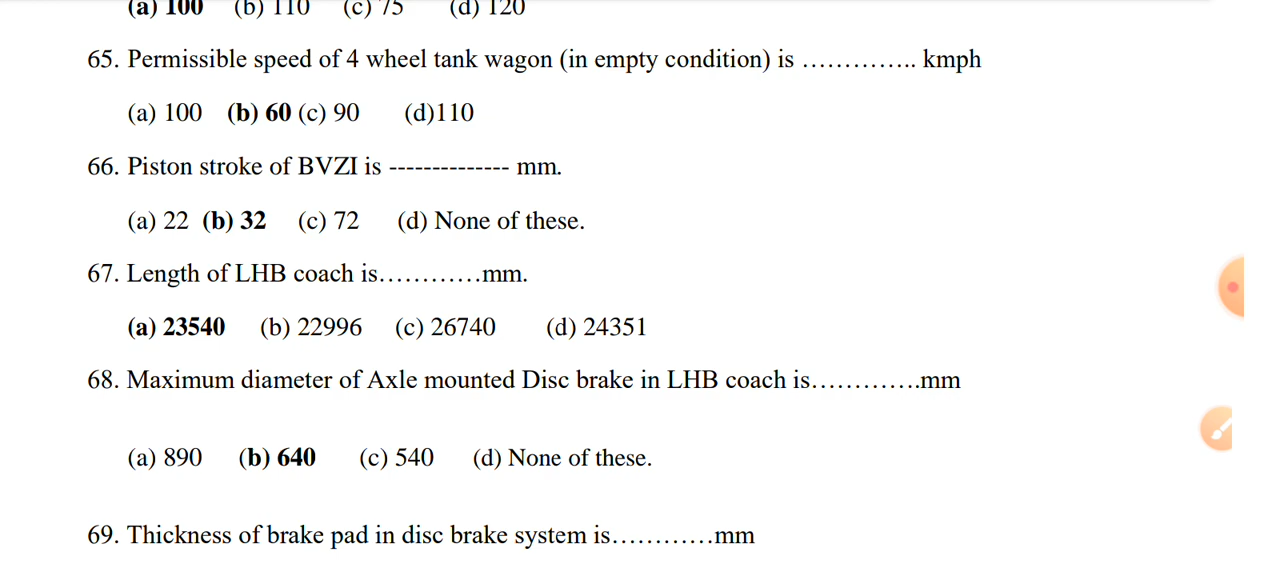 (a) 100 (b) 110 (c) 75 (d) 120
65. Permissible speed of 4 wheel tank wagon (in empty condition) is ………….. kmph
(a) 100 (b) 60 (c) 90 (d)110
66. Piston stroke of BVZI is -------------- mm.
(a) 22 (b) 32 (c) 72 (d) None of these.
67. Length of LHB coach is…………mm.
(a) 23540 (b) 22996 (c) 26740 (d) 24351
68. Maximum diameter of Axle mounted Disc brake in LHB coach is………….mm
(a) 890 (b) 640 (c) 540 (d) None of these.
69. Thickness of brake pad in disc brake system is…………mm